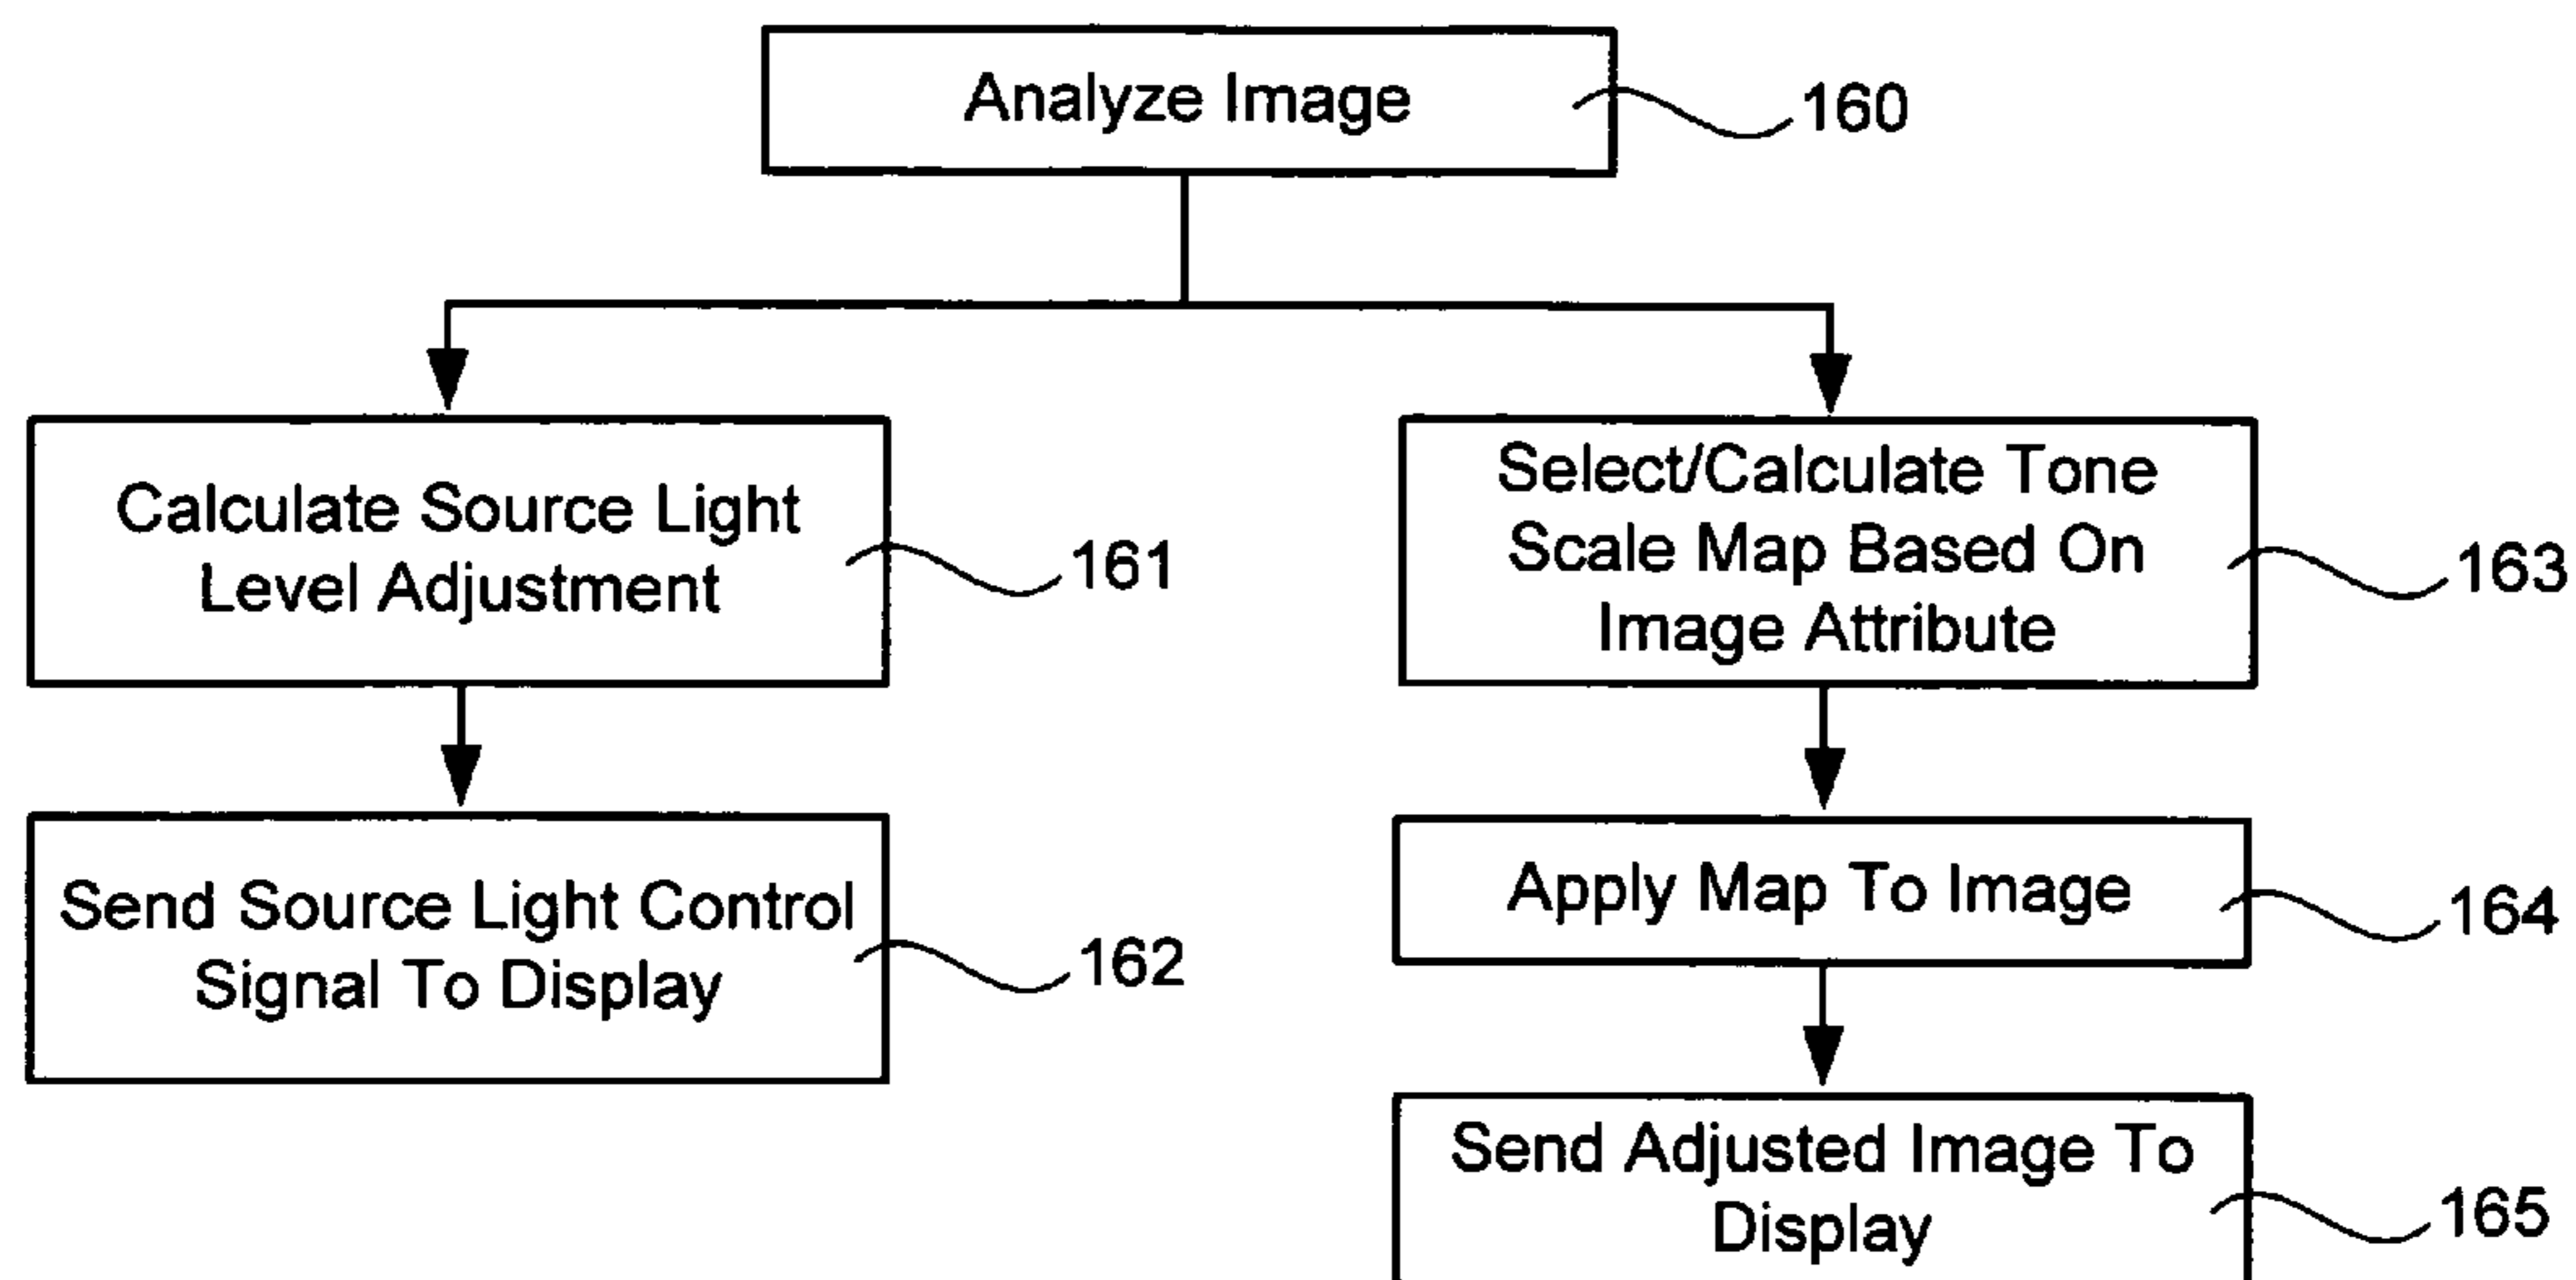 Analyze Image
160
Calculate Source Light
Level Adjustment
161
Select/Calculate Tone
Scale Map Based On
Image Attribute
163
Send Source Light Control
Signal To Display
162
Apply Map To Image
164
Send Adjusted Image To
Display
165